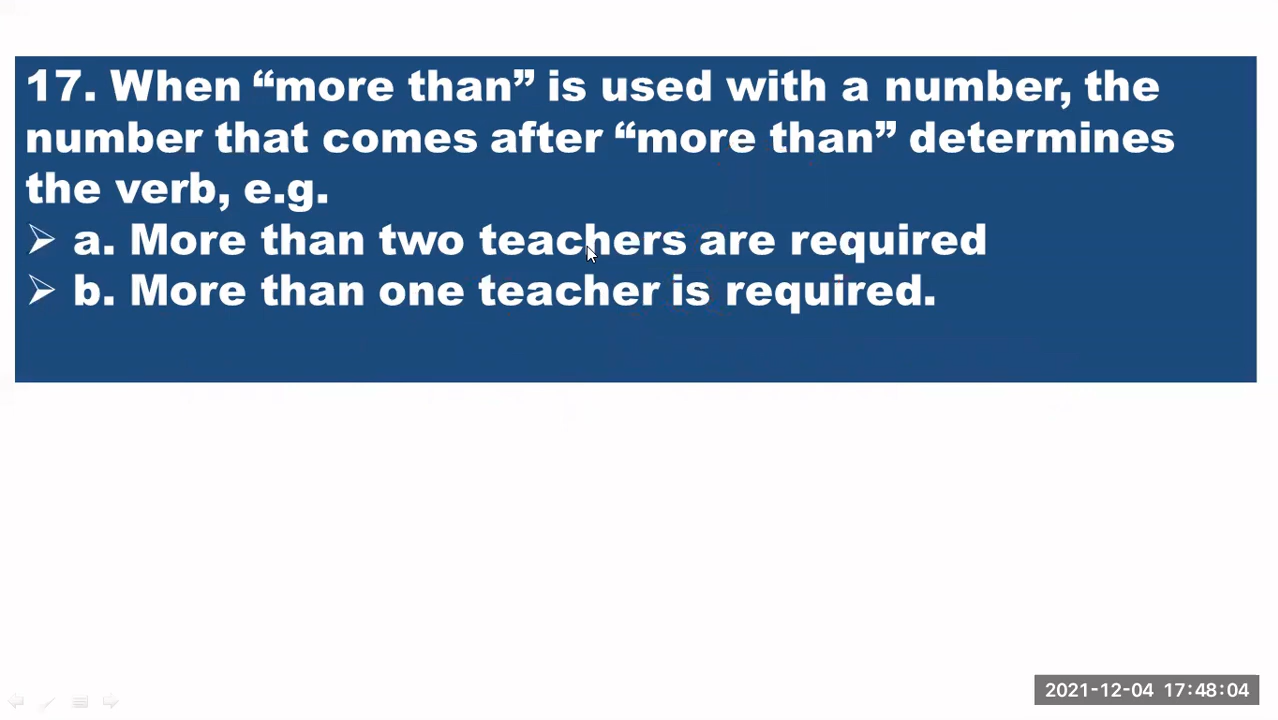 17. When “more than” is used with a number, the
number that comes after “more than” determines
the verb, e.g.
➢ a. More than two teachers are required
➢ b. More than one teacher is required.
2021-12-04 17:48:04